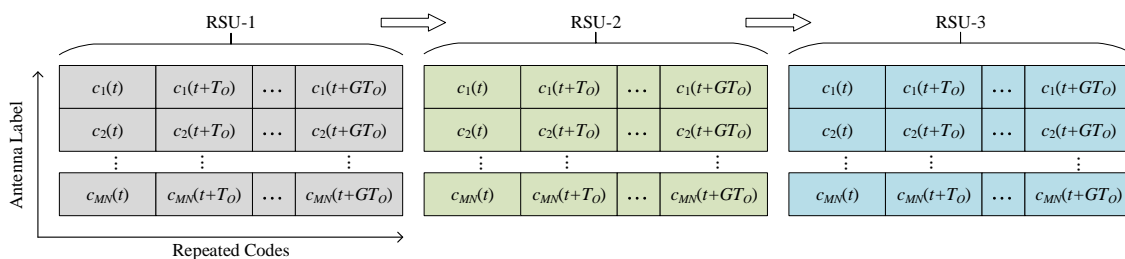 RSU-1 RSU-2 RSU-3
c1(t) c1(t+TO) ... c1(t+GTO) c1(t) c1(t+TO) ... c1(t+GTO) c1(t) c1(t+TO) ... c1(t+GTO)
c2(t) c2(t+TO) ... c2(t+GTO) c2(t) c2(t+TO) ... c2(t+GTO) c2(t) c2(t+TO) ... c2(t+GTO)
cMN(t) cMN(t+TO) ... cMN(t+GTO) cMN(t) cMN(t+TO) ... cMN(t+GTO) cMN(t) cMN(t+TO) ... cMN(t+GTO)
Antenna Label
Repeated Codes